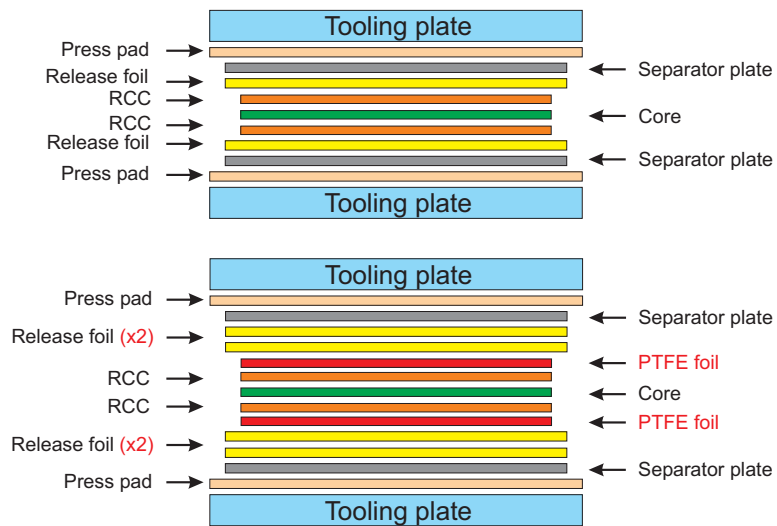 Tooling plate
Press pad
Separator plate
Release foil
RCC
Core
RCC
Release foil
Separator plate
Press pad
Tooling plate
Tooling plate
Press pad
Separator plate
Release foil (x2)
PTFE foil
RCC
Core
RCC
PTFE foil
Release foil (x2)
Separator plate
Press pad
Tooling plate